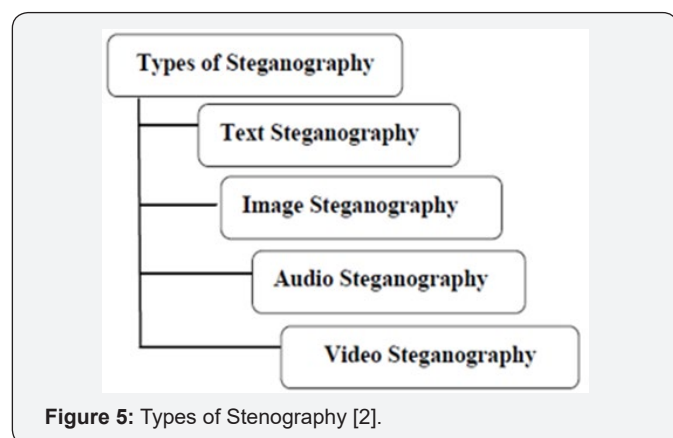 Types of Steganography
Text Steganography
Image Steganography
Audio Steganography
Video Steganography
Figure 5: Types of Stenography [2].